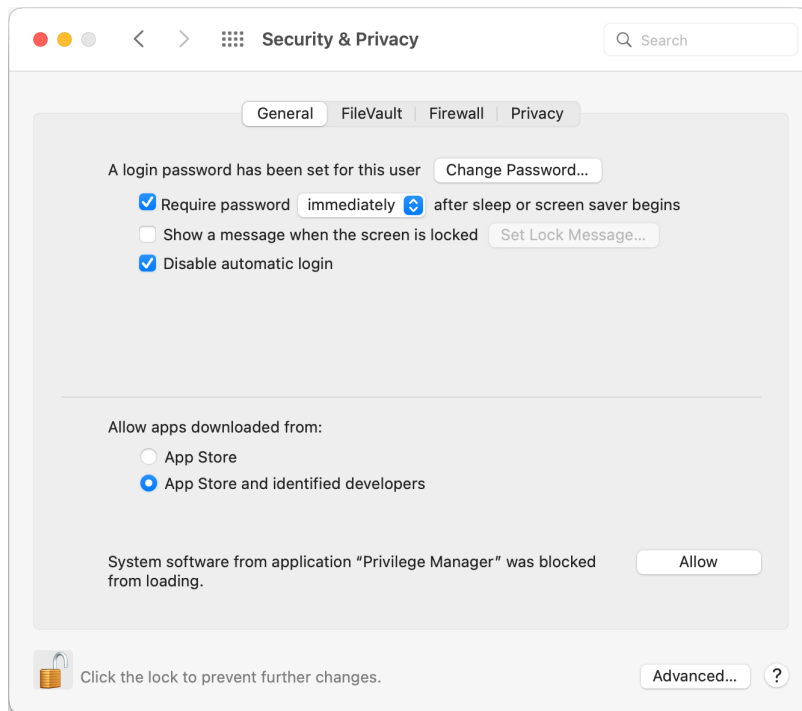 Security & Privacy
Search
General
FileVault
Firewall
Privacy
A login password has been set for this user
Change Password...
Require password immediately after sleep or screen saver begins
Show a message when the screen is locked
Set Lock Message...
Disable automatic login
Allow apps downloaded from:
App Store
App Store and identified developers
System software from application “Privilege Manager” was blocked
from loading.
Allow
Click the lock to prevent further changes.
Advanced...
?